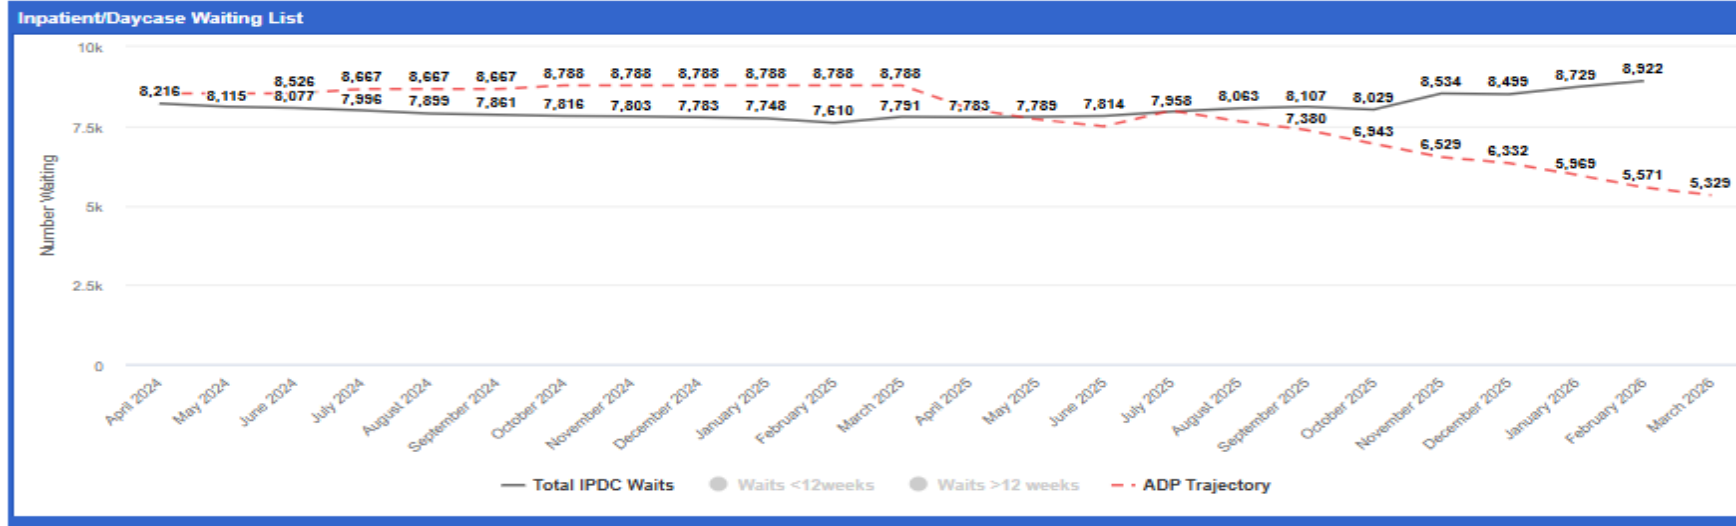 Inpatient/Daycase Waiting List
10k
8,526 8,667 8,667 8,667 8,788 8,788 8,788 8,788 8,788 8,788
8,216 8,115 8,077 7,996 7,899 7,861 7,816 7,803 7,783 7,748 7,610 7,791 7,783 7,789 7,814 7,958 8,063 8,107 8,029 8,534 8,499 8,729 8,922
7.5k
7,380 6,943 6,529 6,332 5,969 5,571 5,329
5k
2.5k
0
Number Waiting
April 2024
May 2024
June 2024
July 2024
August 2024
September 2024
October 2024
November 2024
December 2024
January 2025
February 2025
March 2025
April 2025
May 2025
June 2025
July 2025
August 2025
September 2025
October 2025
November 2025
December 2025
January 2026
February 2026
March 2026
Total IPDC Waits Waits <12weeks Waits >12 weeks ADP Trajectory